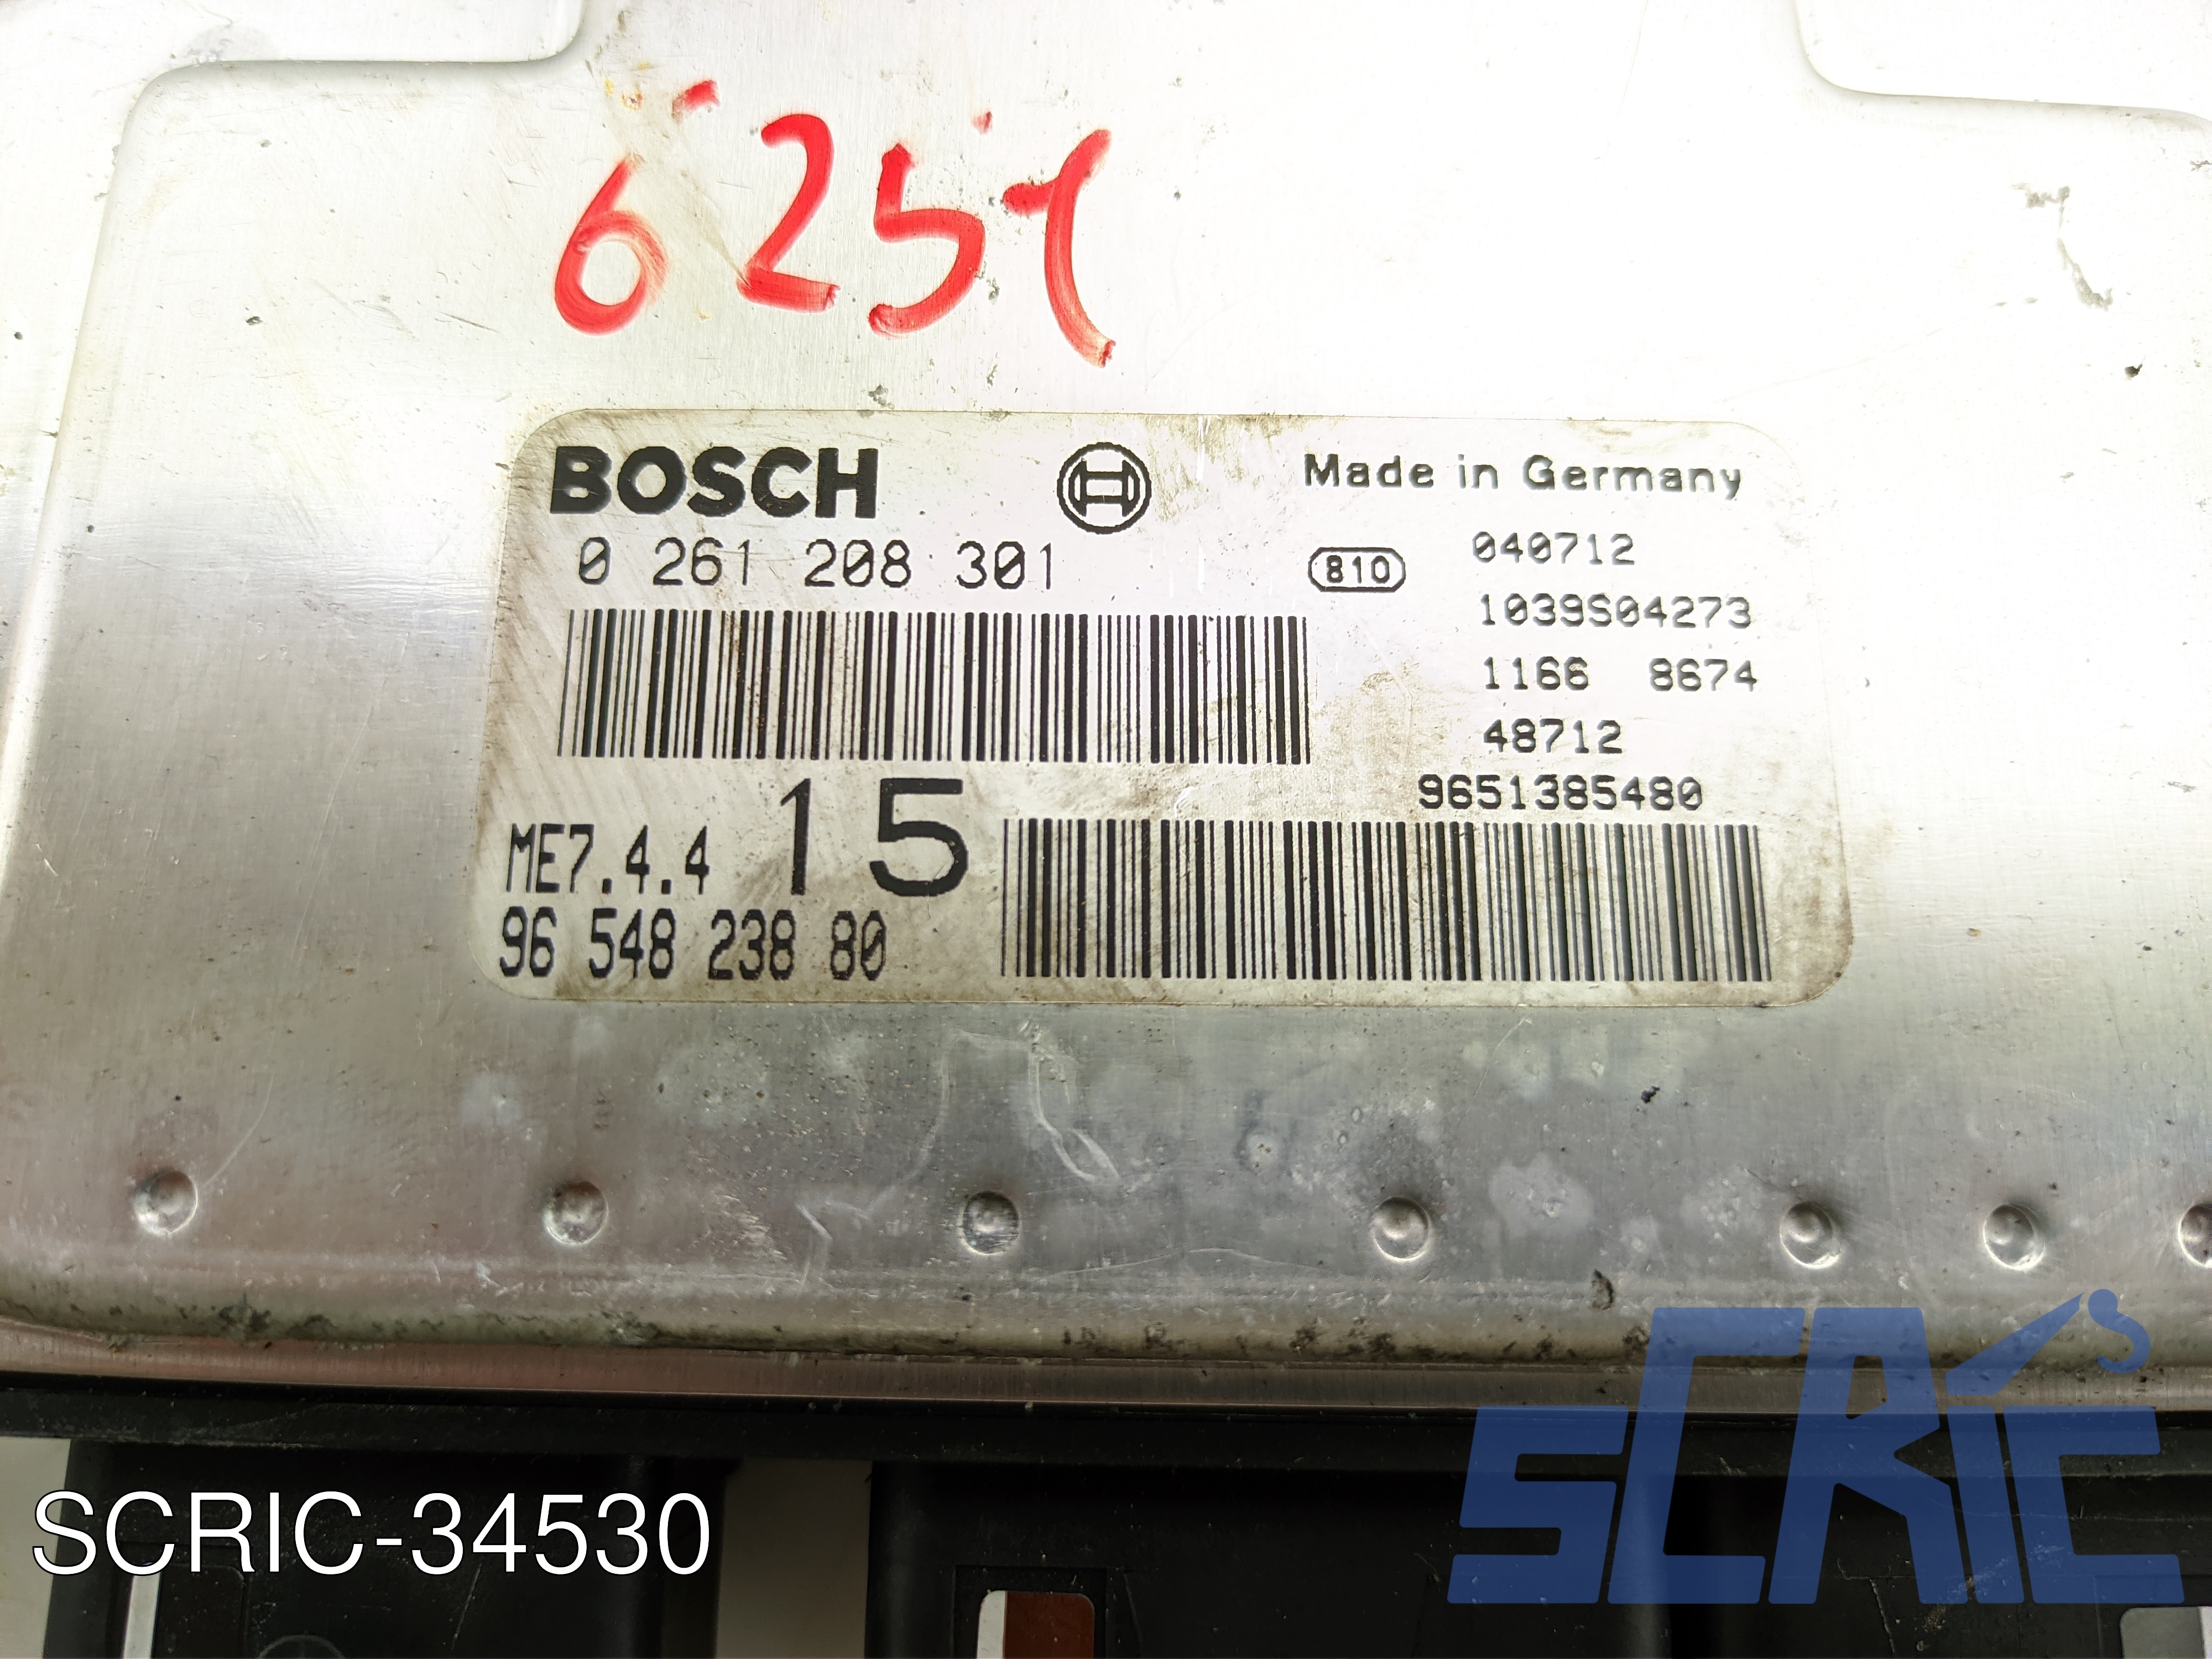 6251
BOSCH
Made in Germany
0 261 208 301
810
040712
1039S04273
1166 8674
48712
9651385480
ME7.4.4
15
96 548 238 80
SCRIC-34530
SCRIC